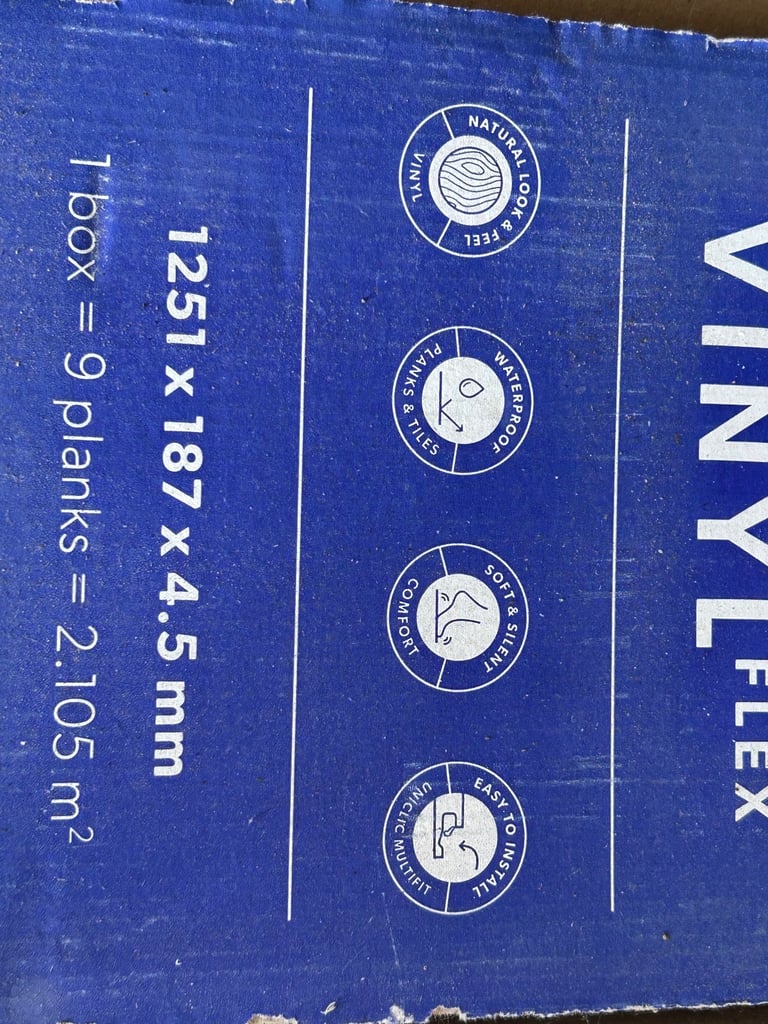 VINYL FLEX
NATURAL LOOK & FEEL
VINYL
WATERPROOF
PLANKS & TILES
SOFT & SILENT
COMFORT
EASY TO INSTALL
UNICLIC MULTIFIT
1251 x 187 x 4.5 mm
1 box = 9 planks = 2.105 m²